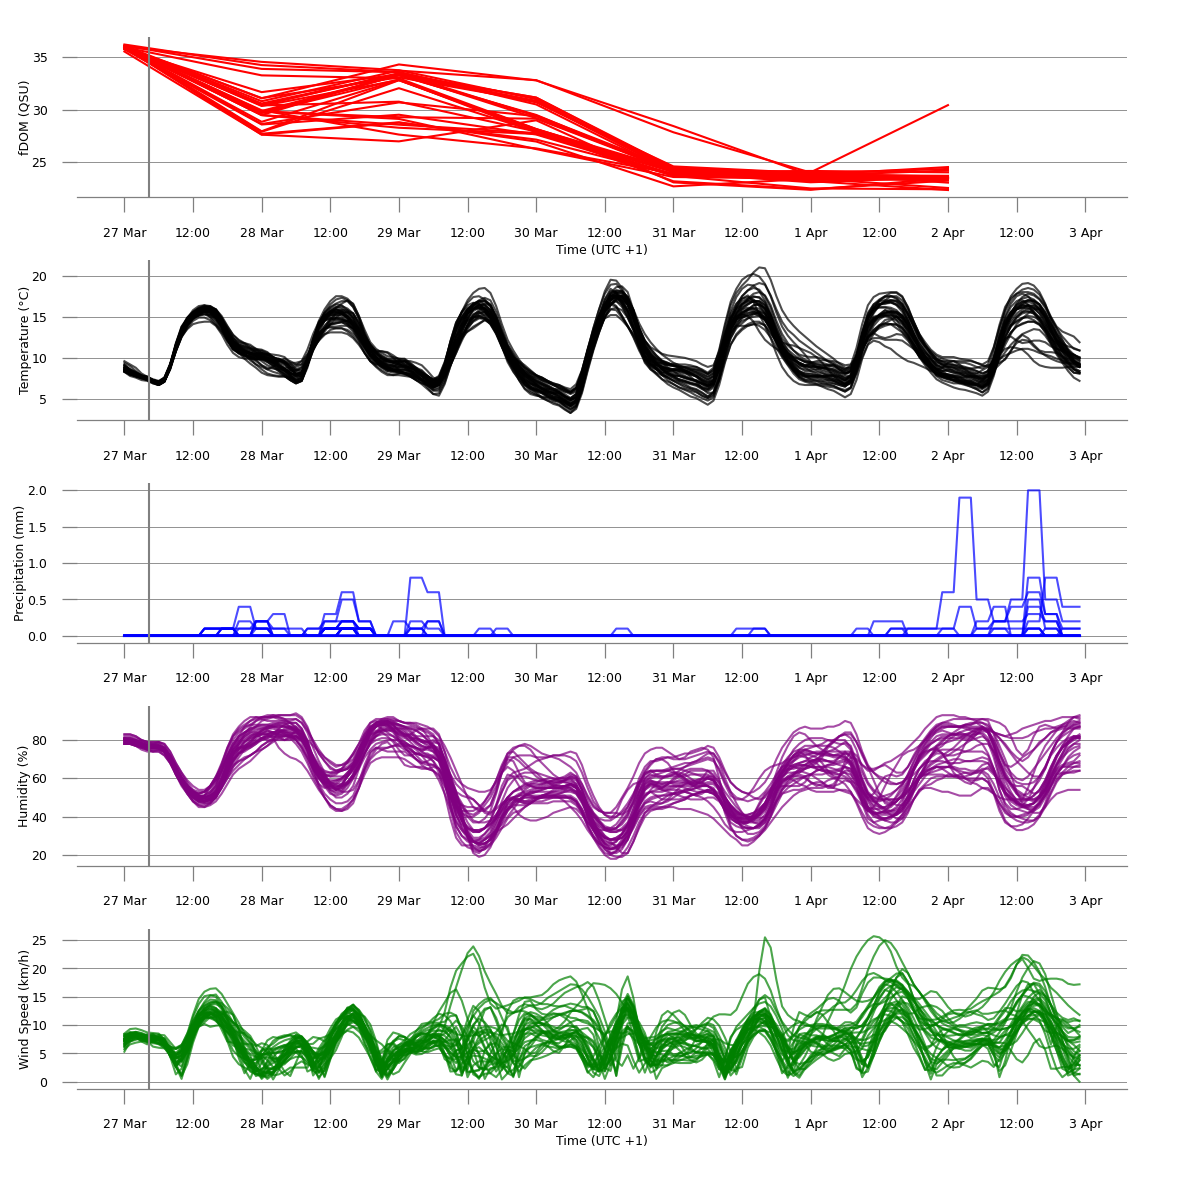 fDOM (QSU)
35
30
25
27 Mar 12:00 28 Mar 12:00 29 Mar 12:00 30 Mar 12:00 31 Mar 12:00 1 Apr 12:00 2 Apr 12:00 3 Apr
Time (UTC +1)
Temperature (°C)
20
15
10
5
27 Mar 12:00 28 Mar 12:00 29 Mar 12:00 30 Mar 12:00 31 Mar 12:00 1 Apr 12:00 2 Apr 12:00 3 Apr
Precipitation (mm)
2.0
1.5
1.0
0.5
0.0
27 Mar 12:00 28 Mar 12:00 29 Mar 12:00 30 Mar 12:00 31 Mar 12:00 1 Apr 12:00 2 Apr 12:00 3 Apr
Humidity (%)
80
60
40
20
27 Mar 12:00 28 Mar 12:00 29 Mar 12:00 30 Mar 12:00 31 Mar 12:00 1 Apr 12:00 2 Apr 12:00 3 Apr
Wind Speed (km/h)
25
20
15
10
5
0
27 Mar 12:00 28 Mar 12:00 29 Mar 12:00 30 Mar 12:00 31 Mar 12:00 1 Apr 12:00 2 Apr 12:00 3 Apr
Time (UTC +1)